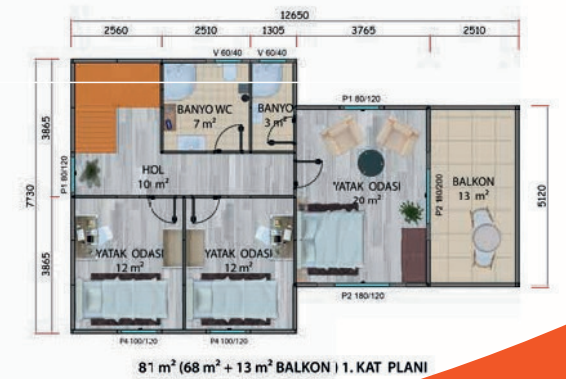 12650
2560 2510 1305 3765 2510
V 60/40 V 60/40
BANYO WC
7 m²
BANYO
3 m²
P1 80/120
3865
7730
3865
P1 80/120
HOL
10 m²
YATAK ODASI
20 m²
P2 180/200
BALKON
13 m²
5120
YATAK ODASI
12 m²
YATAK ODASI
12 m²
P2 180/120
P4 100/120 P4 100/120
81 m² (68 m² + 13 m² BALKON ) 1. KAT PLANI